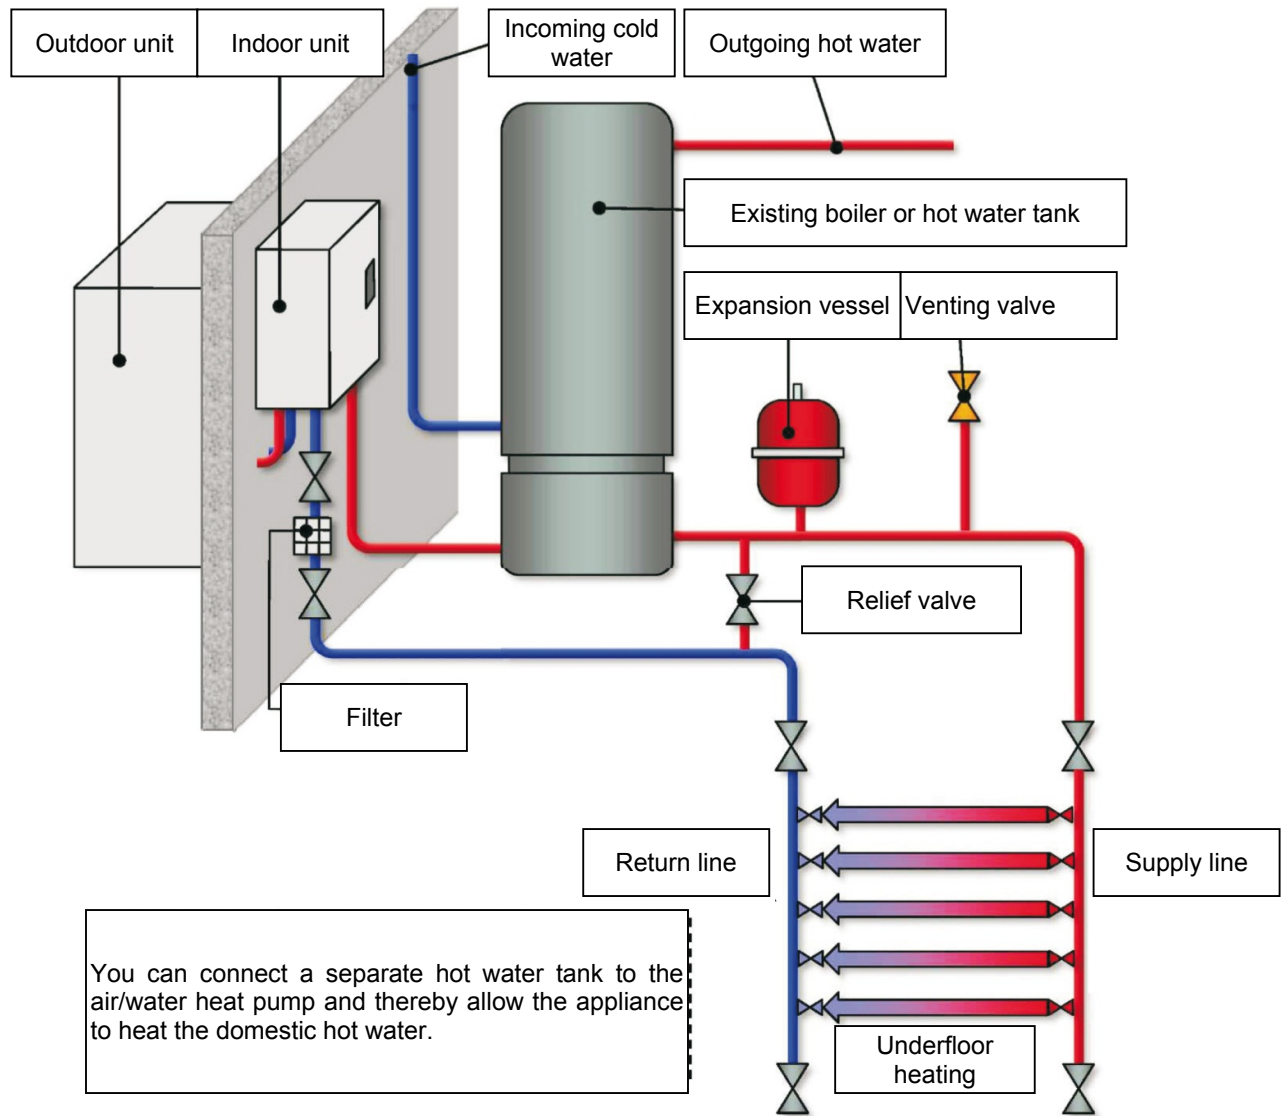 Outdoor unit
Indoor unit
Incoming cold
water
Outgoing hot water
Existing boiler or hot water tank
Expansion vessel
Venting valve
Relief valve
Filter
Return line
Supply line
You can connect a separate hot water tank to the
air/water heat pump and thereby allow the appliance
to heat the domestic hot water.
Underfloor
heating